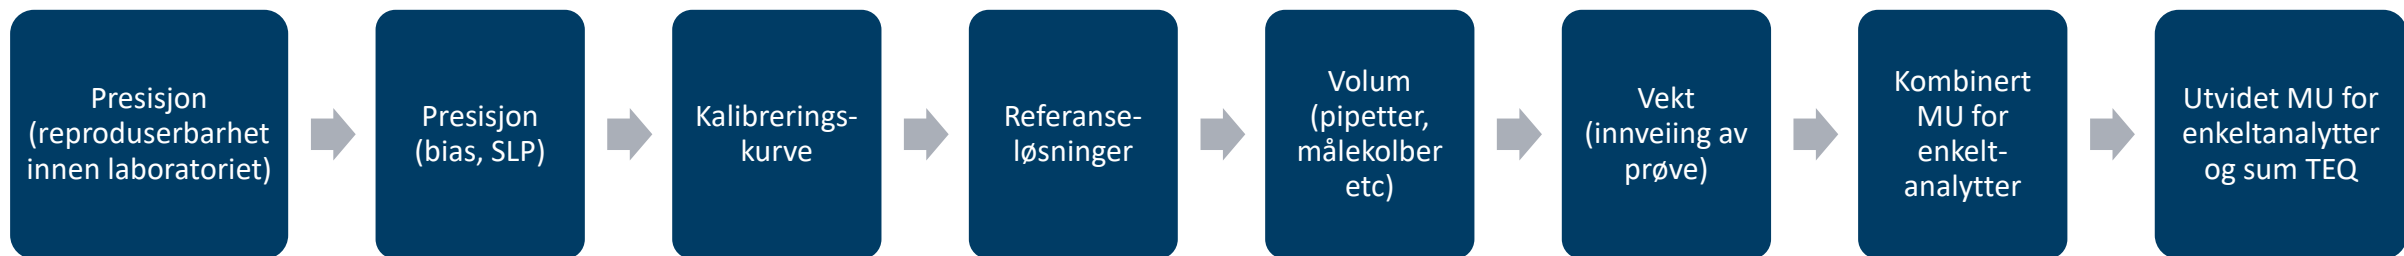 Presisjon
(reproduserbarhet
innen laboratoriet)
Presisjon
(bias, SLP)
Kalibrerings-
kurve
Referanse-
løsninger
Volum
(pipetter,
målekolber
etc)
Vekt
(innveiing av
prøve)
Kombinert
MU for
enkelt-
analytter
Utvidet MU for
enkeltanalytter
og sum TEQ